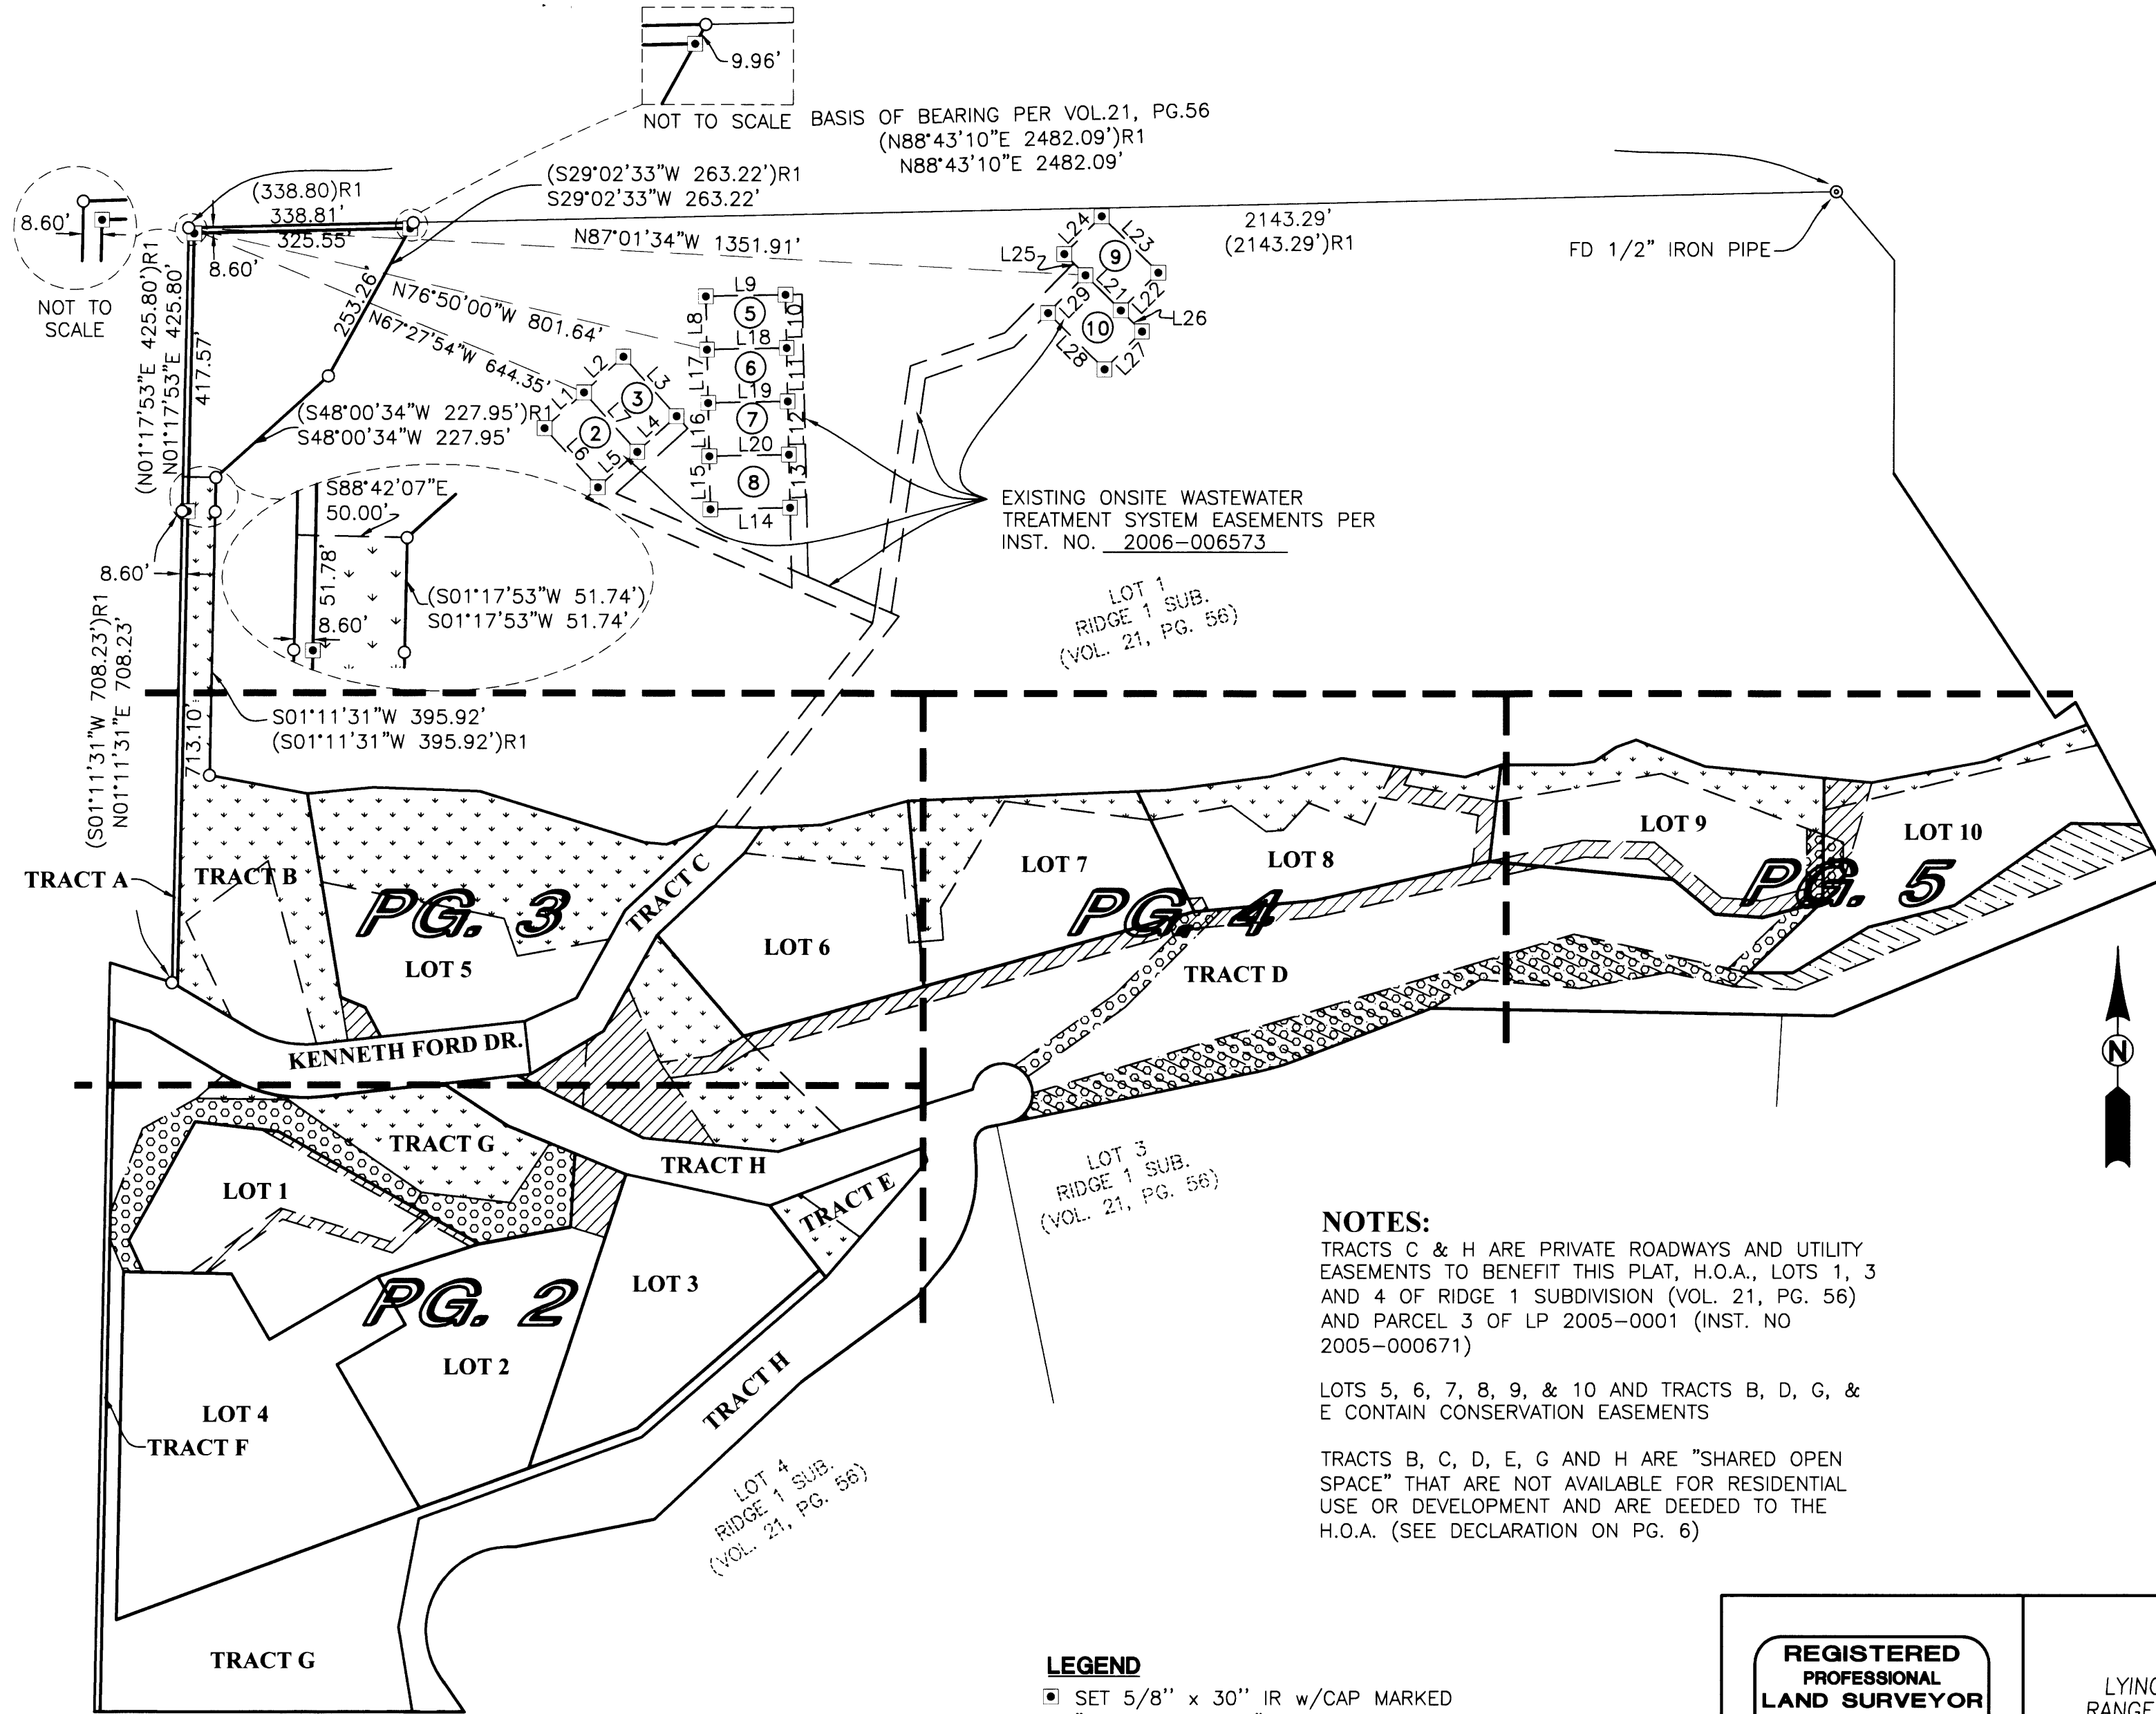 9.96'
NOT TO SCALE
BASIS OF BEARING PER VOL.21, PG.56
(N88°43'10"E 2482.09')R1
N88°43'10"E 2482.09'
(338.80)R1
338.81'
325.55'
8.60'
8.60'
NOT TO
SCALE
(S29°02'33"W 263.22')R1
S29°02'33"W 263.22'
N87°01'34"W 1351.91'
2143.29'
(2143.29')R1
FD 1/2" IRON PIPE
(N01°17'53"E 425.80')R1
N01°17'53"E 425.80'
417.57'
253.26'
N76°50'00"W 801.64'
N67°27'54"W 644.35'
(S48°00'34"W 227.95')R1
S48°00'34"W 227.95'
L24
L23
L25
9
L21
L22
L29
L26
10
L28
L27
L9
L8
5
L10
L18
L17
6
L11
L19
L16
7
L12
L20
L15
8
L13
L14
L2
L1
3
L3
L7
2
L4
L6
L5
S88°42'07"E
50.00'
51.78'
(S01°17'53"W 51.74')
S01°17'53"W 51.74'
8.60'
8.60'
EXISTING ONSITE WASTEWATER
TREATMENT SYSTEM EASEMENTS PER
INST. NO. 2006-006573
LOT 1
RIDGE 1 SUB.
(VOL. 21, PG. 56)
(S01°11'31"W 708.23')R1
N01°11'31"E 708.23'
713.10'
S01°11'31"W 395.92'
(S01°11'31"W 395.92')R1
TRACT A
TRACT B
PG. 3
LOT 5
TRACT C
LOT 6
LOT 7
PG. 4
LOT 8
TRACT D
LOT 9
PG. 5
LOT 10
KENNETH FORD DR.
N
TRACT G
TRACT H
TRACT E
LOT 1
LOT 3
PG. 2
LOT 2
LOT 4
TRACT F
TRACT H
TRACT G
LOT 3
RIDGE 1 SUB.
(VOL. 21, PG. 56)
LOT 4
RIDGE 1 SUB.
(VOL. 21, PG. 56)
NOTES:
TRACTS C & H ARE PRIVATE ROADWAYS AND UTILITY
EASEMENTS TO BENEFIT THIS PLAT, H.O.A., LOTS 1, 3
AND 4 OF RIDGE 1 SUBDIVISION (VOL. 21, PG. 56)
AND PARCEL 3 OF LP 2005-0001 (INST. NO
2005-000671)
LOTS 5, 6, 7, 8, 9, & 10 AND TRACTS B, D, G, &
E CONTAIN CONSERVATION EASEMENTS
TRACTS B, C, D, E, G AND H ARE "SHARED OPEN
SPACE" THAT ARE NOT AVAILABLE FOR RESIDENTIAL
USE OR DEVELOPMENT AND ARE DEEDED TO THE
H.O.A. (SEE DECLARATION ON PG. 6)
LEGEND
SET 5/8'' x 30'' IR w/CAP MARKED
REGISTERED
PROFESSIONAL
LAND SURVEYOR
LYING
RANGE